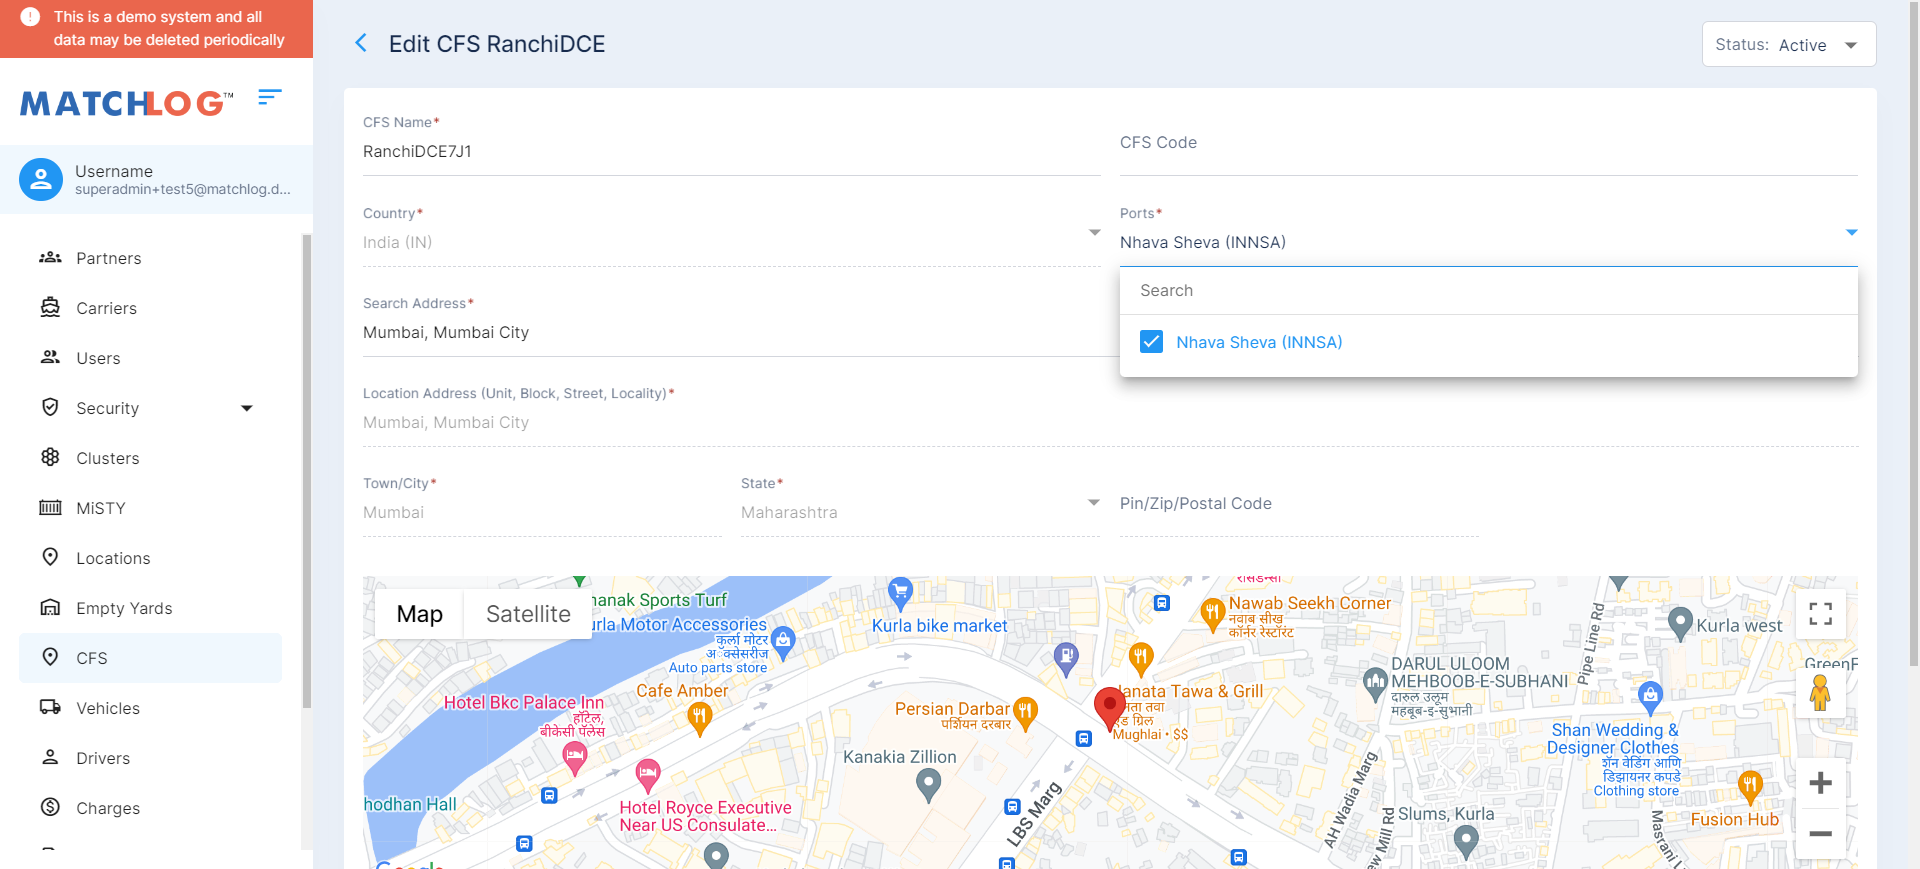 This is a demo system and all
data may be deleted periodically
MATCHLOG™
Username
superadmin+test5@matchlog.d...
Partners
Carriers
Users
Security
Clusters
MiSTY
Locations
Empty Yards
CFS
Vehicles
Drivers
Charges
Edit CFS RanchiDCE
Status: Active
CFS Name*
RanchiDCE7J1
CFS Code
Country*
India (IN)
Ports*
Nhava Sheva (INNSA)
Search
Nhava Sheva (INNSA)
Search Address*
Mumbai, Mumbai City
Location Address (Unit, Block, Street, Locality)*
Mumbai, Mumbai City
Town/City*
Mumbai
State*
Maharashtra
Pin/Zip/Postal Code
Map
Satellite
Sports Turf
Motor Accessories
कुर्ला मोटर
अॅक्सेसरीज
Auto parts store
Kurla bike market
Nawab Seekh Corner
नवाब सीख
कॉर्नर रेस्टॉरंट
Kurla west
Pipe Line Rd
DARUL ULOOM
MEHBOOB-E-SUBHANI
दारुल उलूम
महबूब-इ-सुभानी
Hotel Bkc Palace Inn
हॉटेल,
बीकेसी पॅलेस
Cafe Amber
Persian Darbar
पर्शियन दरबार
Tawa & Grill
Mughlai • $$
Kanakia Zillion
Shan Wedding &
Designer Clothes
शॅन वेडिंग आणि
डिझायनर कपडे
Clothing store
Hotel Royce Executive
Near US Consulate...
LBS Marg
AH Wadia Marg
Mill Rd
Slums, Kurla
Fusion Hub
Masrani
Hall
Google